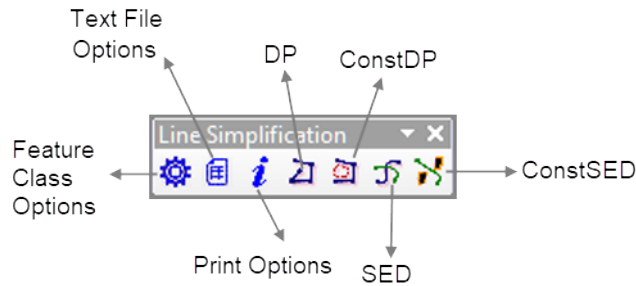 Text File
Options
DP
ConstDP
Line Simplification
Feature
Class
Options
ConstSED
Print Options
SED